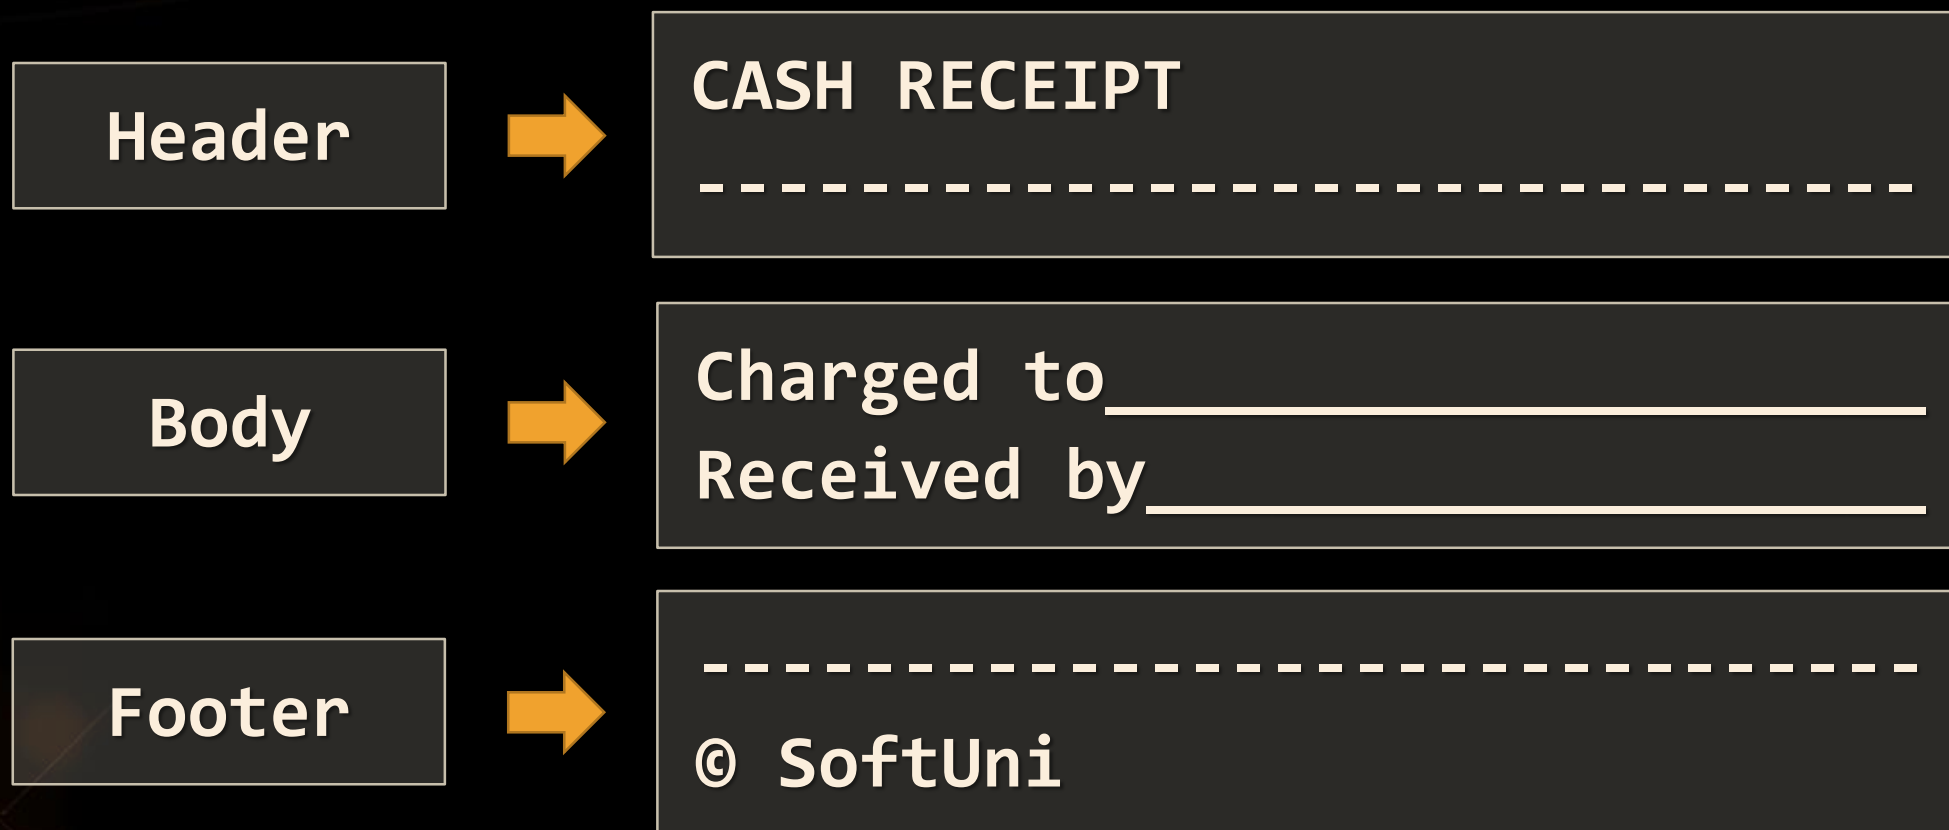 Header
CASH RECEIPT
------------------------------
Body
Charged to____________________
Received by___________________
Footer
------------------------------
© SoftUni